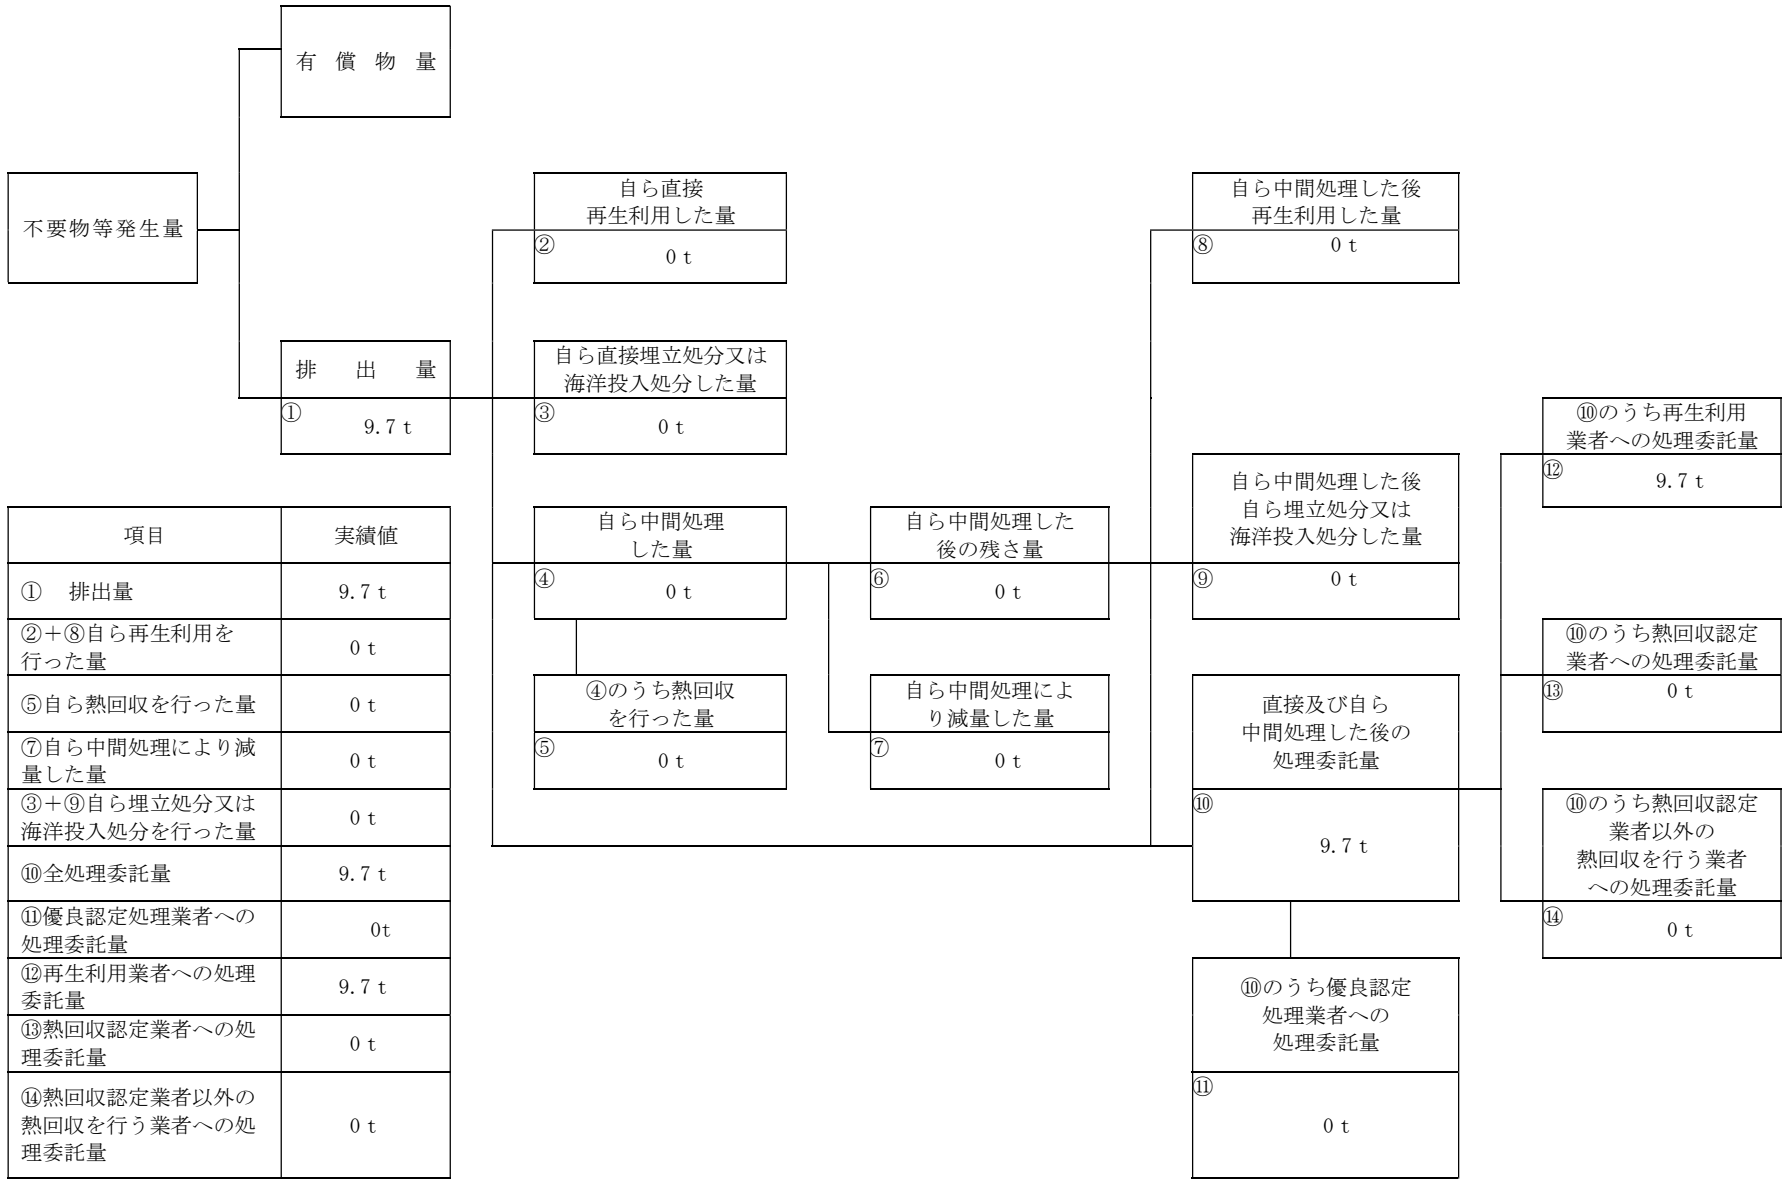 有償物量
不要物等発生量
排出量
① 9.7 t
自ら直接
再生利用した量
② 0 t
自ら直接埋立処分又は
海洋投入処分した量
③ 0 t
自ら中間処理
した量
④ 0 t
④のうち熱回収
を行った量
⑤ 0 t
自ら中間処理した
後の残さ量
⑥ 0 t
自ら中間処理によ
り減量した量
⑦ 0 t
自ら中間処理した後
再生利用した量
⑧ 0 t
自ら中間処理した後
自ら埋立処分又は
海洋投入処分した量
⑨ 0 t
直接及び自ら
中間処理した後の
処理委託量
⑩
9.7 t
⑩のうち優良認定
処理業者への
処理委託量
⑪
0 t
⑩のうち再生利用
業者への処理委託量
⑫ 9.7 t
⑩のうち熱回収認定
業者への処理委託量
⑬ 0 t
⑩のうち熱回収認定
業者以外の
熱回収を行う業者
への処理委託量
⑭ 0 t
項目 実績値
① 排出量 9.7 t
②+⑧自ら再生利用を
行った量 0 t
⑤自ら熱回収を行った量 0 t
⑦自ら中間処理により減
量した量 0 t
③+⑨自ら埋立処分又は
海洋投入処分を行った量 0 t
⑩全処理委託量 9.7 t
⑪優良認定処理業者への
処理委託量 0t
⑫再生利用業者への処理
委託量 9.7 t
⑬熱回収認定業者への処
理委託量 0 t
⑭熱回収認定業者以外の
熱回収を行う業者への処 0 t
理委託量